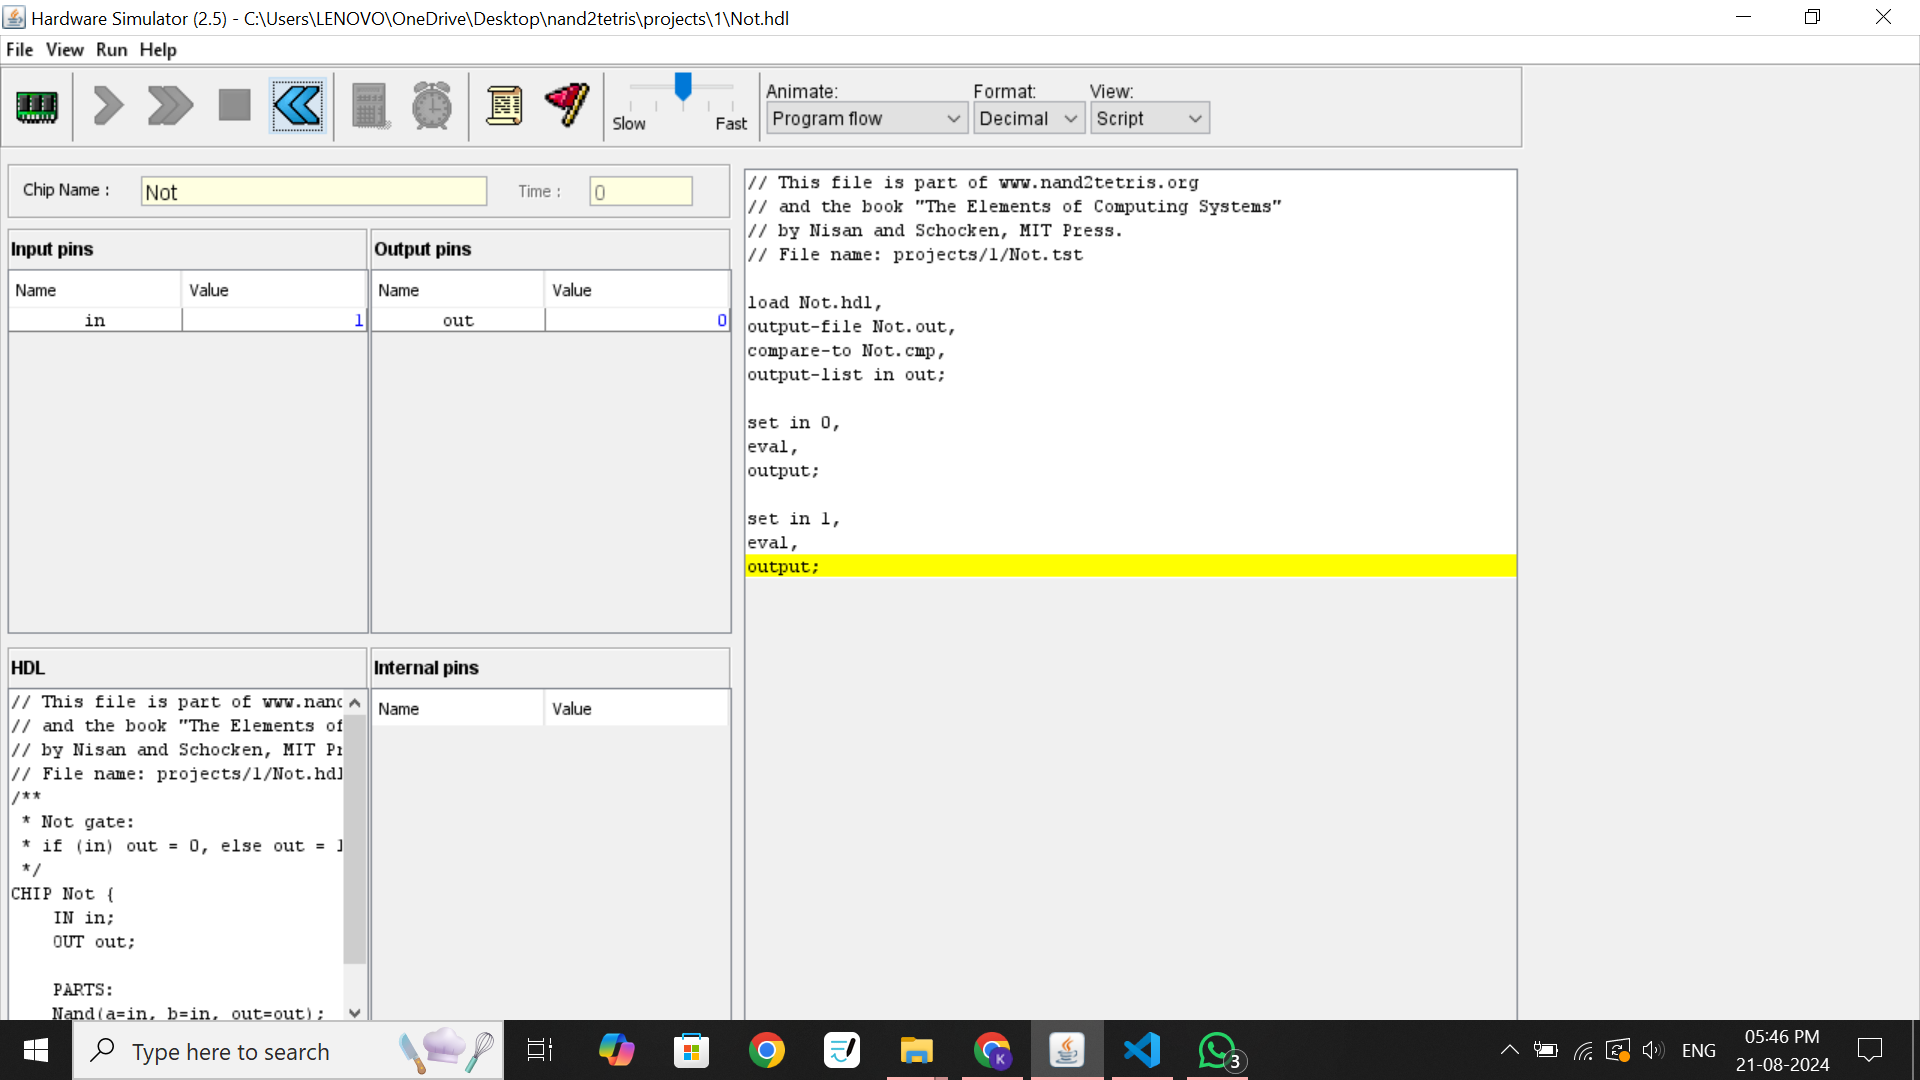 Hardware Simulator (2.5) - C:\Users\LENOVO\OneDrive\Desktop\nand2tetris\projects\1\Not.hdl
File View Run Help
Slow Fast
Animate: Format: View:
Program flow Decimal Script
Chip Name : Not Time : 0
Input pins
Name Value
in 1
Output pins
Name Value
out 0
HDL
// This file is part of www.nand
// and the book "The Elements of
// by Nisan and Schocken, MIT Pr
// File name: projects/1/Not.hdl
/**
* Not gate:
* if (in) out = 0, else out = 1
*/
CHIP Not {
IN in;
OUT out;
PARTS:
Nand(a=in, b=in, out=out);
Internal pins
Name Value
// This file is part of www.nand2tetris.org
// and the book "The Elements of Computing Systems"
// by Nisan and Schocken, MIT Press.
// File name: projects/1/Not.tst
load Not.hdl,
output-file Not.out,
compare-to Not.cmp,
output-list in out;
set in 0,
eval,
output;
set in 1,
eval,
output;
Type here to search
K
3
ENG
05:46 PM
21-08-2024